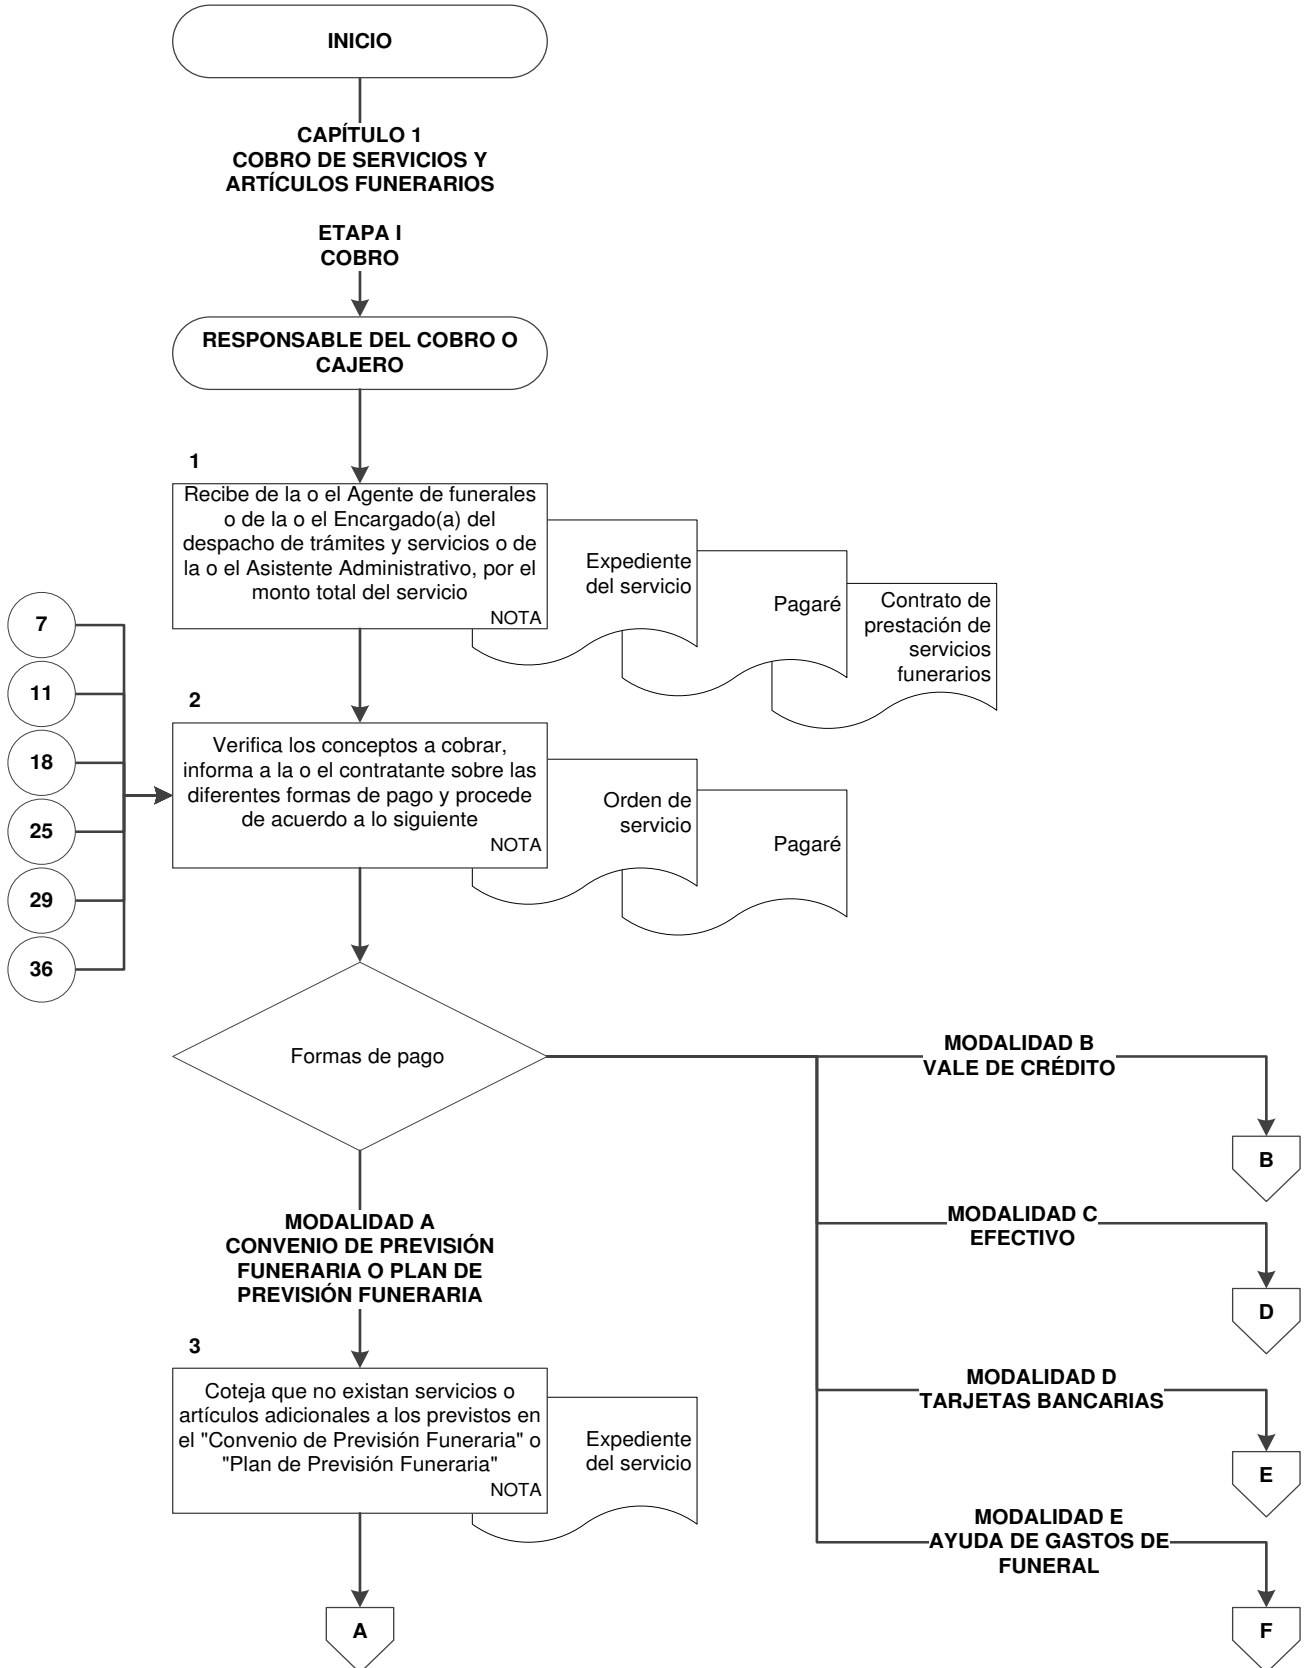 INICIO
CAPÍTULO 1
COBRO DE SERVICIOS Y
ARTÍCULOS FUNERARIOS
ETAPA I
COBRO
RESPONSABLE DEL COBRO O
CAJERO
1
Recibe de la o el Agente de funerales
o de la o el Encargado(a) del
despacho de trámites y servicios o de
la o el Asistente Administrativo, por el
monto total del servicio
NOTA
Expediente
del servicio
Pagaré
Contrato de
prestación de
servicios
funerarios
7
11
18
25
29
36
2
Verifica los conceptos a cobrar,
informa a la o el contratante sobre las
diferentes formas de pago y procede
de acuerdo a lo siguiente
NOTA
Orden de
servicio
Pagaré
Formas de pago
MODALIDAD B
VALE DE CRÉDITO
B
MODALIDAD C
EFECTIVO
D
MODALIDAD D
TARJETAS BANCARIAS
E
MODALIDAD E
AYUDA DE GASTOS DE
FUNERAL
F
MODALIDAD A
CONVENIO DE PREVISIÓN
FUNERARIA O PLAN DE
PREVISIÓN FUNERARIA
3
Coteja que no existan servicios o
artículos adicionales a los previstos en
el "Convenio de Previsión Funeraria" o
"Plan de Previsión Funeraria"
NOTA
Expediente
del servicio
A